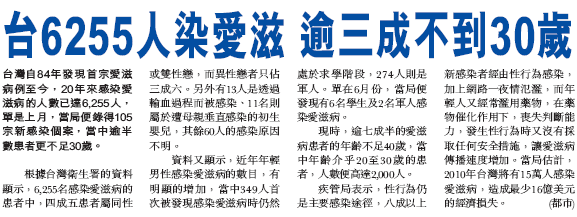 台6255人染愛滋 逾三成不到30歲
台灣自84年發現首宗愛滋
病例至今，20年來感染愛
滋病的人數已達6,255人，
單是上月，當局便錄得105
宗新感染個案，當中逾半
數患者更不足30歲。
根據台灣衛生署的資料
顯示，6,255名感染愛滋病的
患者中，四成五患者屬同性
或雙性戀，而異性戀者只佔
三成六。另外有13人是透過
輸血過程而被感染、11名則
屬於遭母親垂直感染的初生
嬰兒，其餘60人的感染原因
不明。
資料又顯示，近年年輕
男性感染愛滋病的數目，有
明顯的增加，當中349人首
次被發現感染愛滋病時仍然
處於求學階段，274人則是
軍人。單在6月份，當局便
發現有6名學生及2名軍人感
染愛滋病。
現時，逾七成半的愛滋
病患者的年齡不足40歲，當
中年齡介乎20至30歲的患
者，人數便高達2,000人。
疾管局表示，性行為仍
是主要感染途徑，八成以上
新感染者經由性行為感染，
加上網路一夜情氾濫，而年
輕人又經常濫用藥物，在藥
物催化作用下，喪失判斷能
力，發生性行為時又沒有採
取任何安全措施，讓愛滋病
傳播速度增加。當局估計，
2010年台灣將有15萬人感染
愛滋病，造成最少16億美元
的經濟損失。 (都市)